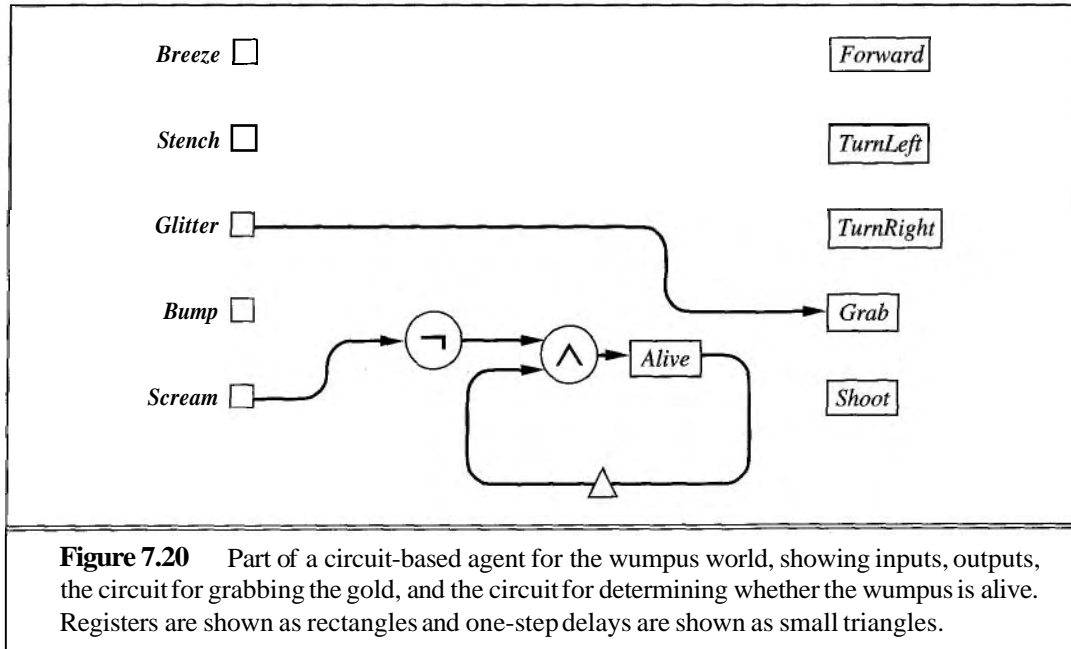 Breeze
Forward
Stench
TurnLeft
Glitter
TurnRight
Bump
Grab
¬
∧
Alive
Scream
Shoot
Figure 7.20 Part of a circuit-based agent for the wumpus world, showing inputs, outputs,
the circuit for grabbing the gold, and the circuit for determining whether the wumpus is alive.
Registers are shown as rectangles and one-step delays are shown as small triangles.